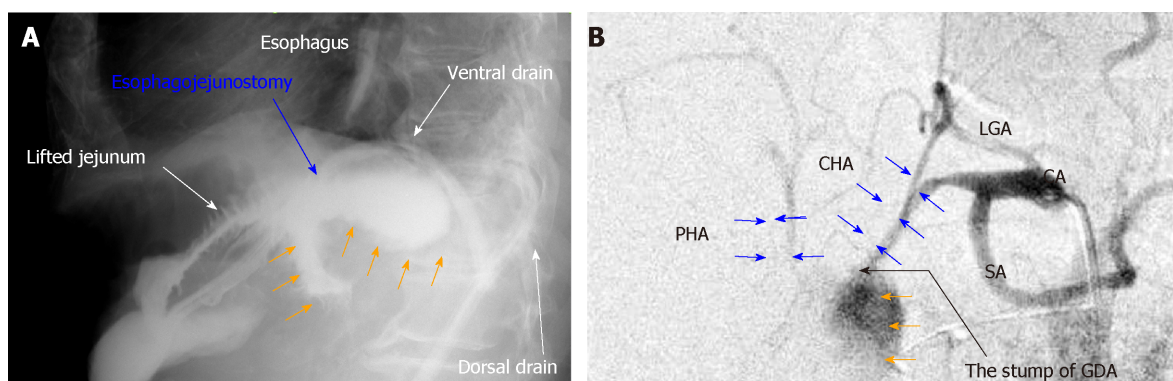 A
Esophagus
Esophagojejunostomy
Ventral drain
Lifted jejunum
Dorsal drain
B
LGA
CHA
CA
PHA
SA
The stump of GDA